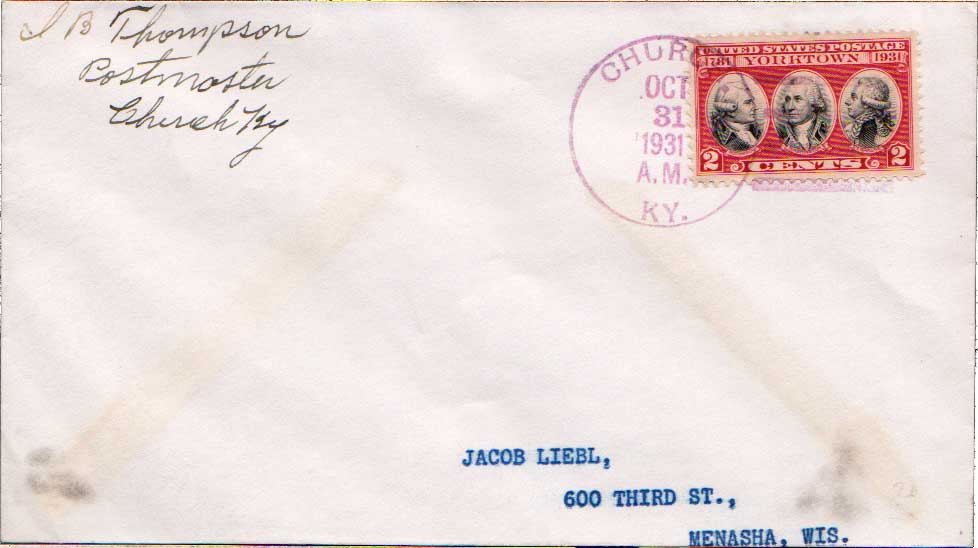 J B Thompson
Postmaster
Church Ky
CHURCH
OCT
31
1931
A.M.
KY.
UNITED STATES POSTAGE
1781 YORKTOWN 1931
2 CENTS 2
JACOB LIEBL,
600 THIRD ST.,
MENASHA, WIS.